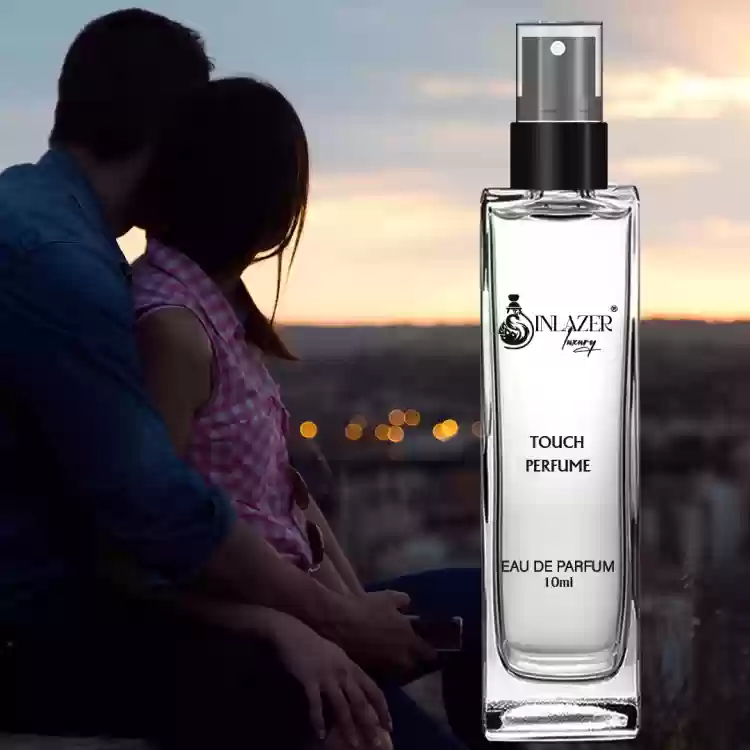 SINLAZER®
luxury
TOUCH
PERFUME
EAU DE PARFUM
10ml